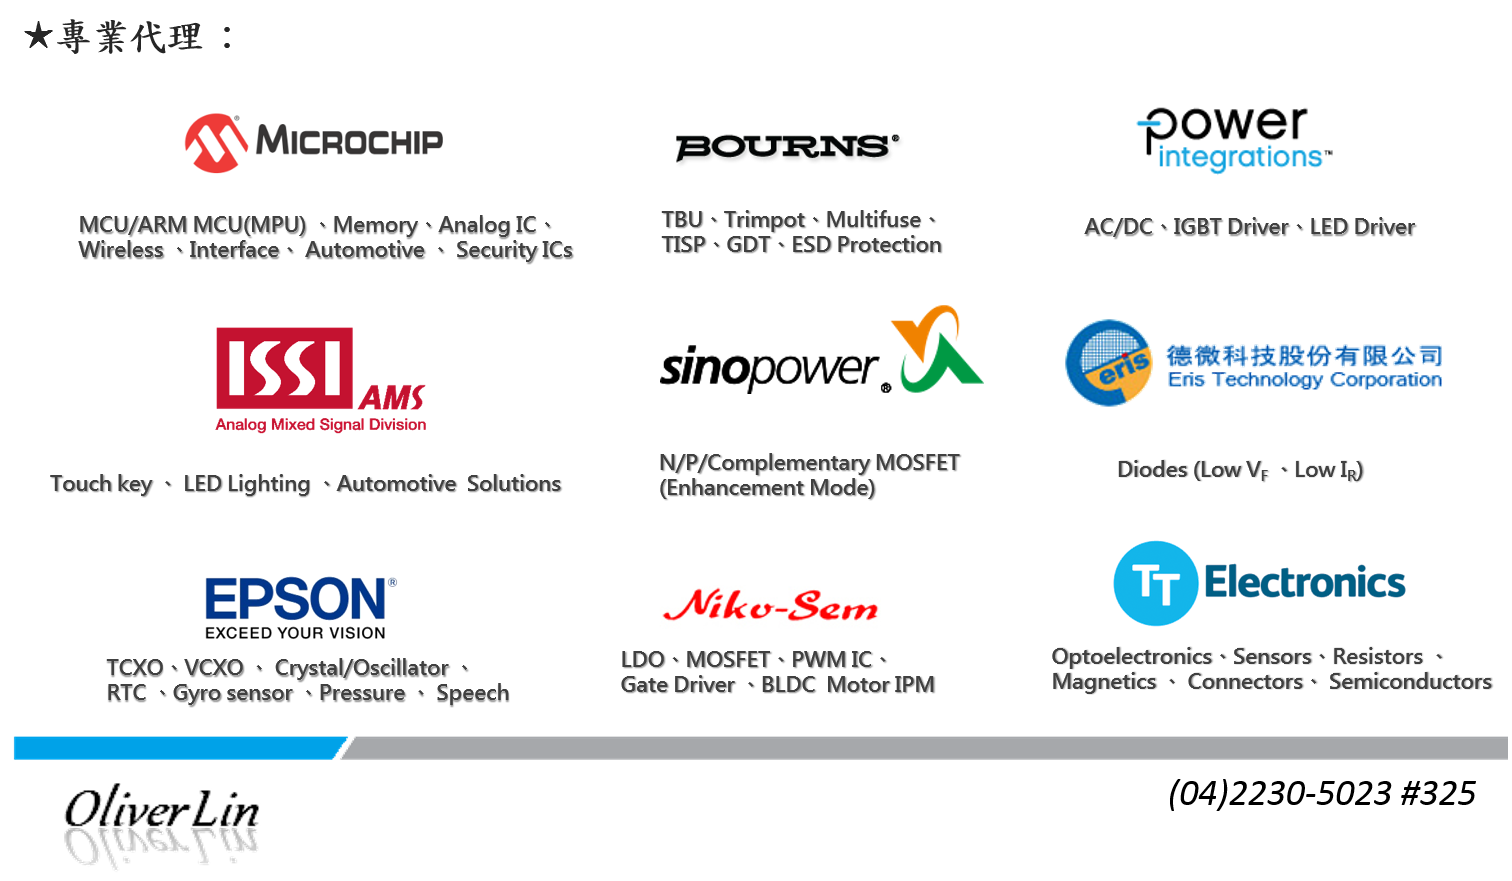 ★專業代理：
MICROCHIP
MCU/ARM MCU(MPU) 、Memory、Analog IC、
Wireless 、Interface、 Automotive 、 Security ICs
BOURNS®
TBU、Trimpot、Multifuse、
TISP、GDT、ESD Protection
power
integrations™
AC/DC、IGBT Driver、LED Driver
ISSI AMS
Analog Mixed Signal Division
Touch key 、 LED Lighting 、Automotive Solutions
sinopower®
N/P/Complementary MOSFET
(Enhancement Mode)
eris
德微科技股份有限公司
Eris Technology Corporation
Diodes (Low VF 、Low IR)
EPSON®
EXCEED YOUR VISION
TCXO、VCXO 、 Crystal/Oscillator 、
RTC 、Gyro sensor 、Pressure 、 Speech
Niko-Sem
LDO、MOSFET、PWM IC、
Gate Driver 、BLDC Motor IPM
TT Electronics
Optoelectronics、Sensors、Resistors 、
Magnetics 、 Connectors、 Semiconductors
Oliver Lin
(04)2230-5023 #325